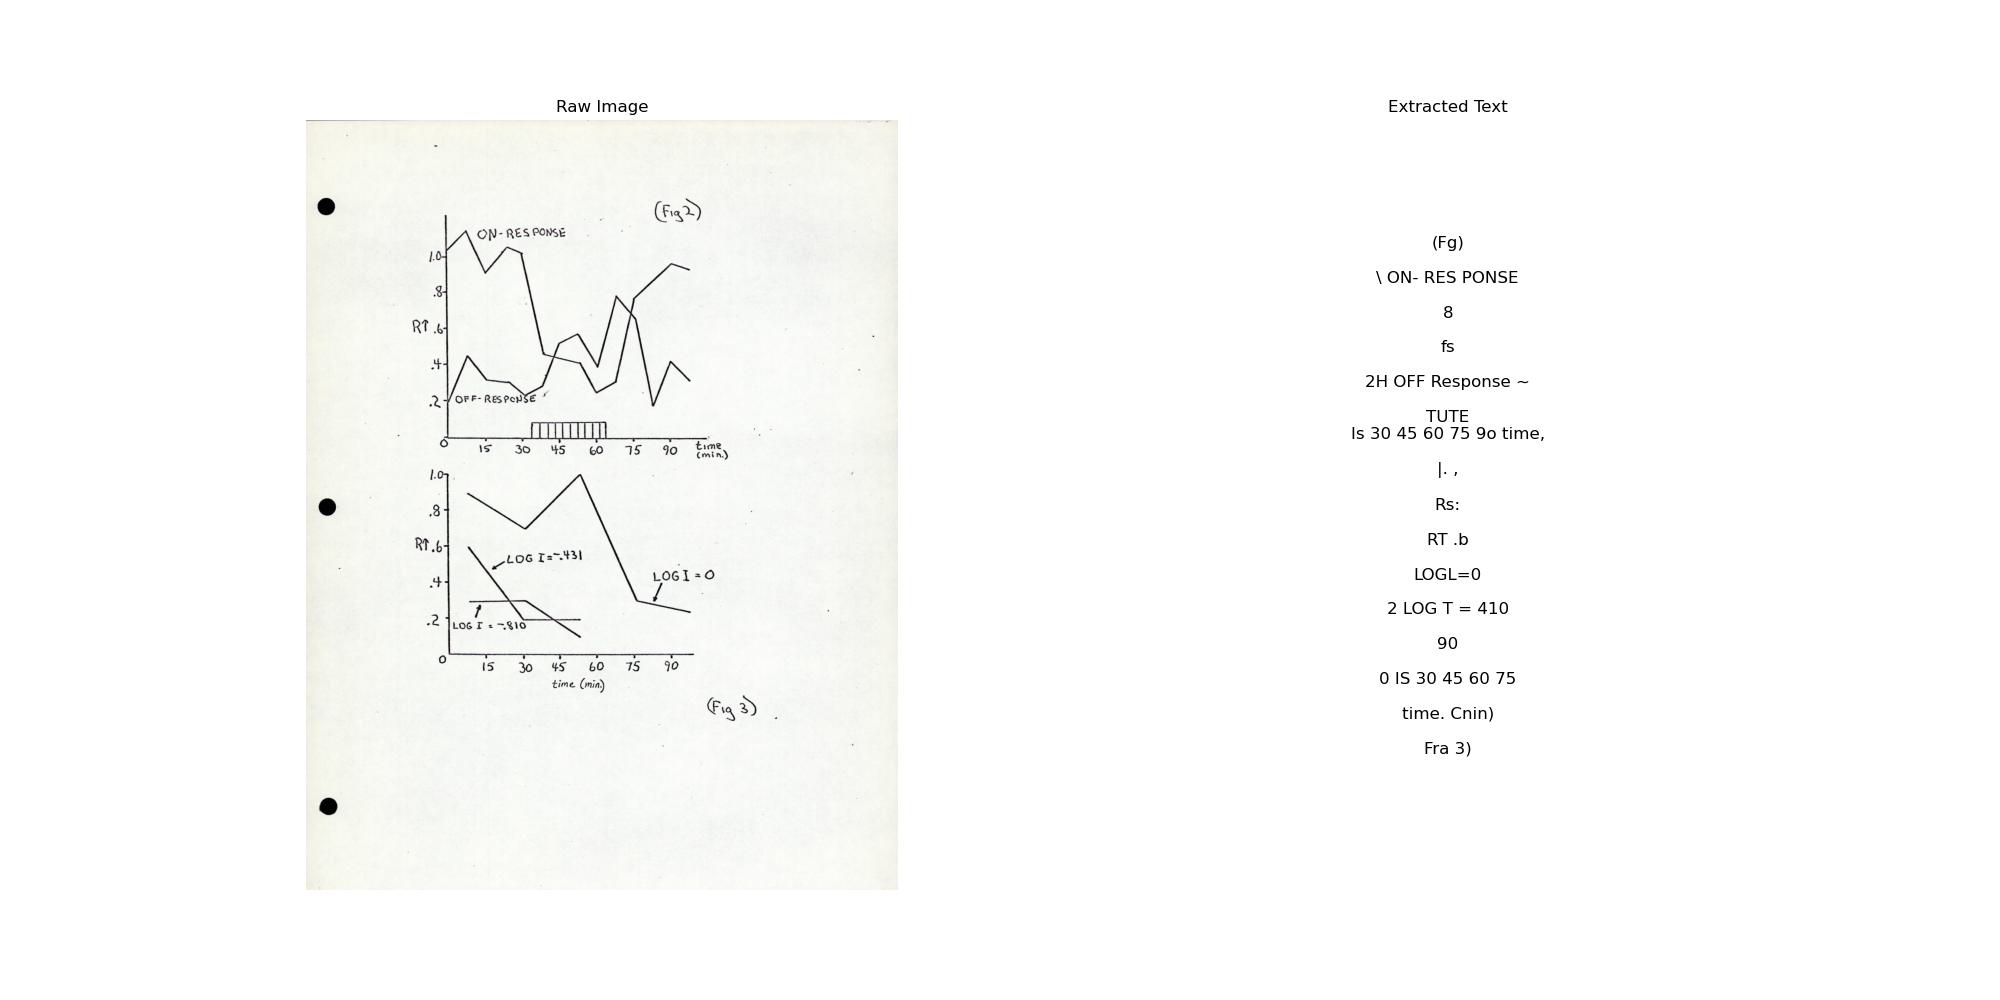 Raw Image
(Fig 2)
ON-RESPONSE
1.0
.8
R↑ .6
.4
.2 OFF-RESPONSE
0
15 30 45 60 75 90 time
(min.)
1.0
.8
R↑ .6
LOG I = -.431
.4
LOG I = 0
.2
LOG I = -.810
0
15 30 45 60 75 90
time (min.)
(Fig 3)
Extracted Text
(Fg)
\ ON- RES PONSE
8
fs
2H OFF Response ~
TUTE
Is 30 45 60 75 9o time,
|. ,
Rs:
RT .b
LOGL=0
2 LOG T = 410
90
0 IS 30 45 60 75
time. Cnin)
Fra 3)